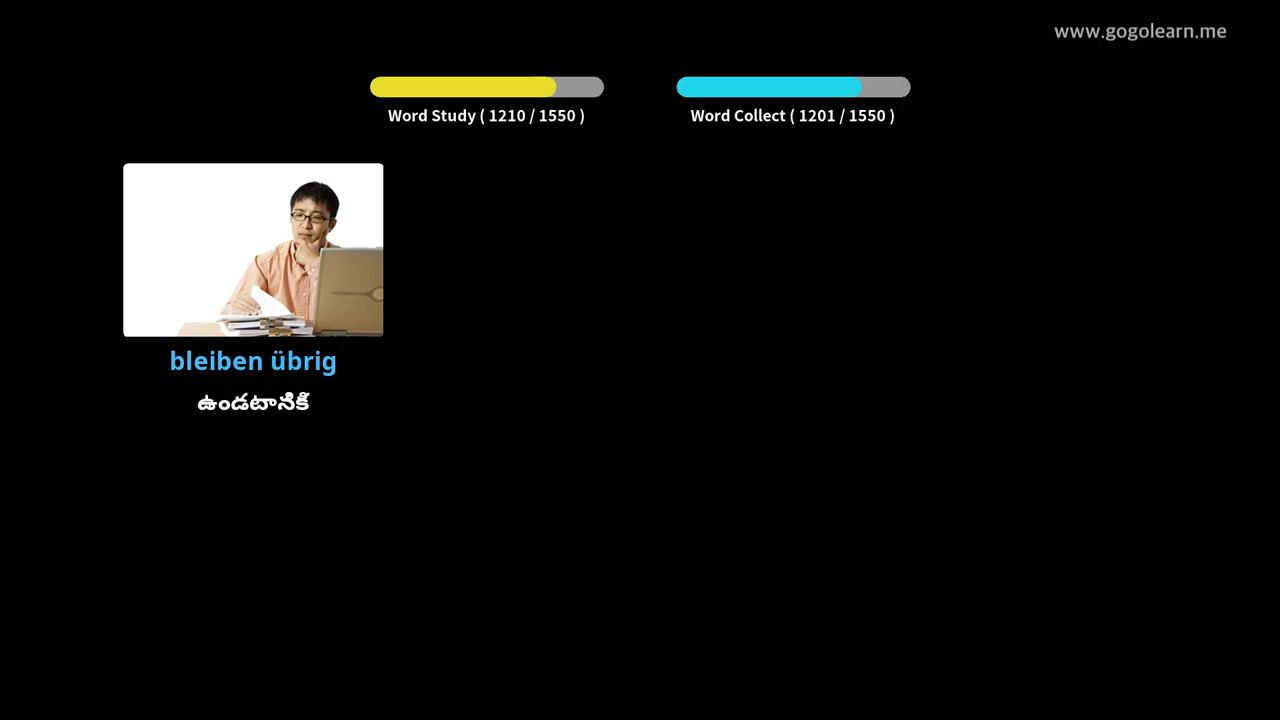 www.gogolearn.me
Word Study ( 1210 / 1550 )
Word Collect ( 1201 / 1550 )
bleiben übrig
ఉండటానికి